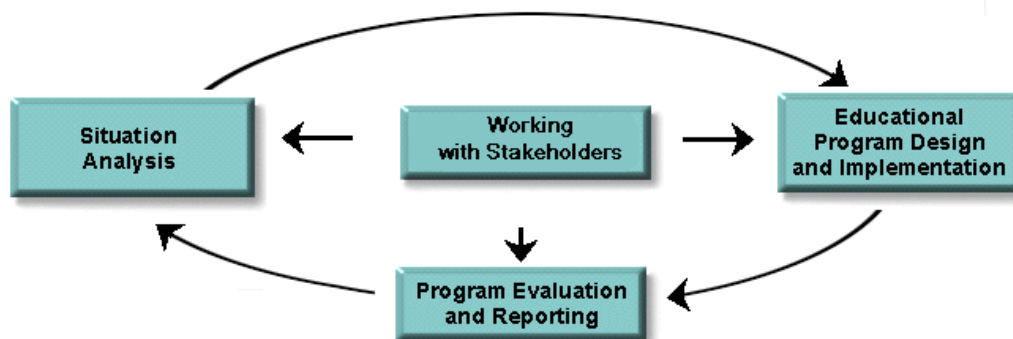 Situation
Analysis
Working
with Stakeholders
Educational
Program Design
and Implementation
Program Evaluation
and Reporting